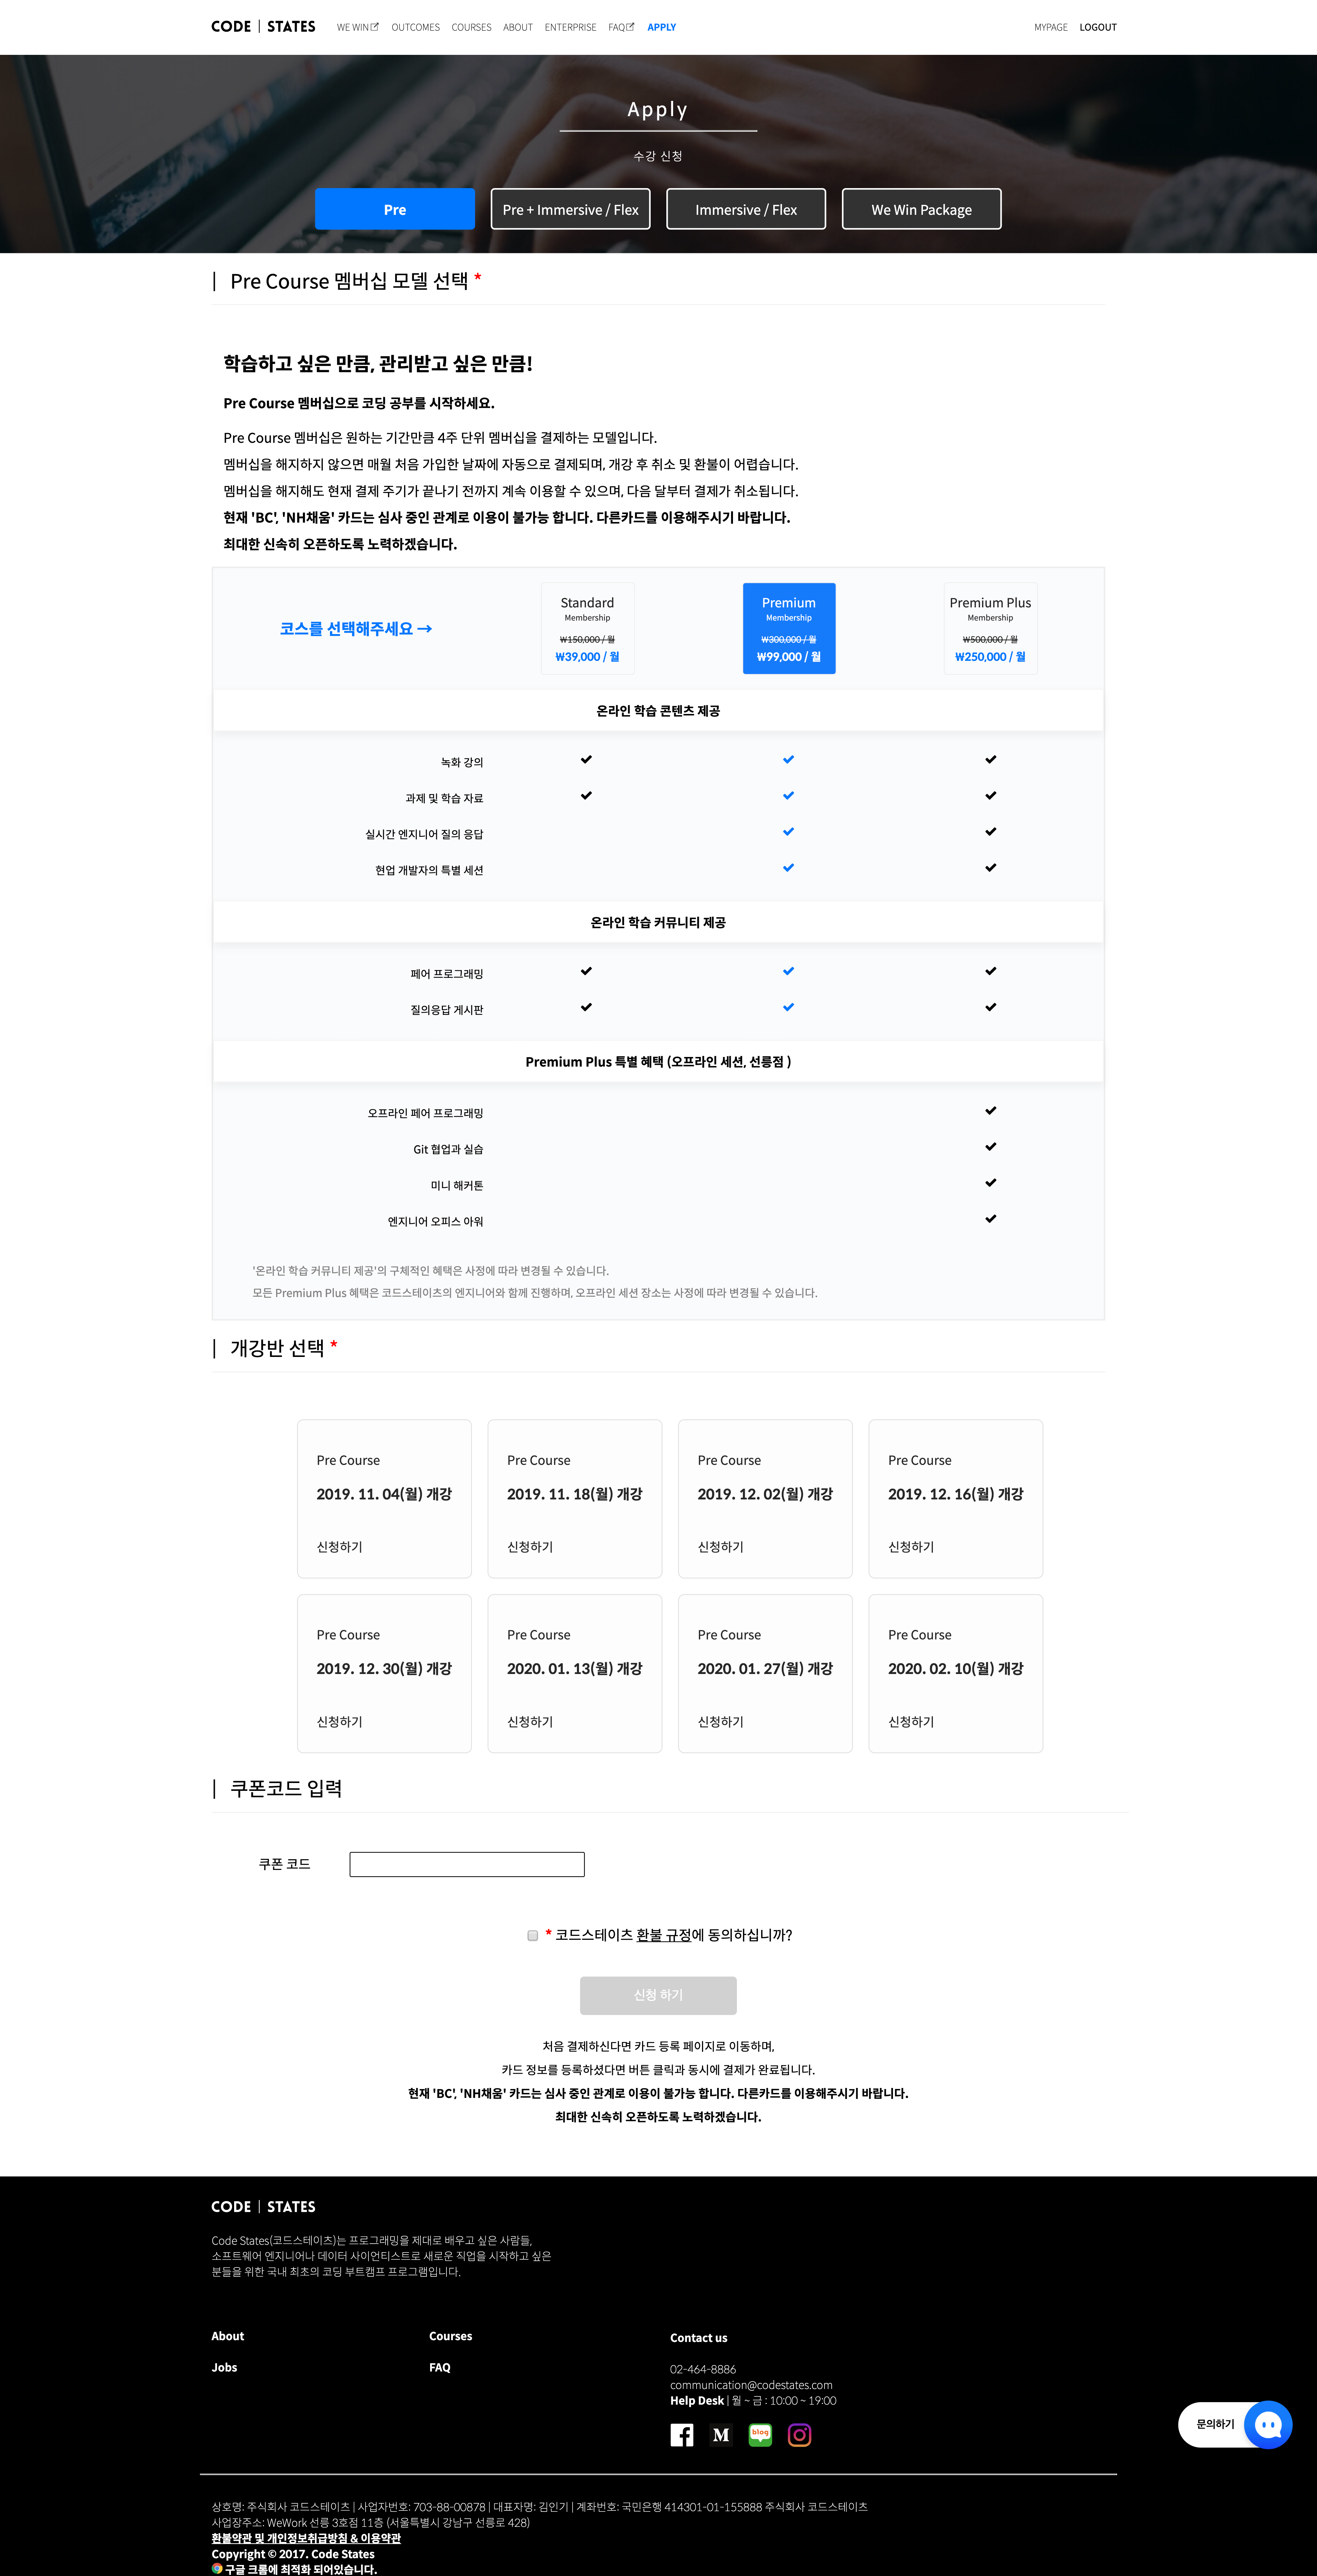 CODE | STATES
WE WIN OUTCOMES COURSES ABOUT ENTERPRISE FAQ APPLY MYPAGE LOGOUT
Apply
수강 신청
Pre
Pre + Immersive / Flex
Immersive / Flex
We Win Package
Pre Course 멤버십 모델 선택 *
학습하고 싶은 만큼, 관리받고 싶은 만큼!
Pre Course 멤버십으로 코딩 공부를 시작하세요.
Pre Course 멤버십은 원하는 기간만큼 4주 단위 멤버십을 결제하는 모델입니다.
멤버십을 해지하지 않으면 매월 처음 가입한 날짜에 자동으로 결제되며, 개강 후 취소 및 환불이 어렵습니다.
멤버십을 해지해도 현재 결제 주기가 끝나기 전까지 계속 이용할 수 있으며, 다음 달부터 결제가 취소됩니다.
현재 'BC', 'NH채움' 카드는 심사 중인 관계로 이용이 불가능 합니다. 다른카드를 이용해주시기 바랍니다.
최대한 신속히 오픈하도록 노력하겠습니다.
코스를 선택해주세요 →
Standard
Membership
₩150,000 / 월
₩39,000 / 월
Premium
Membership
₩300,000 / 월
₩99,000 / 월
Premium Plus
Membership
₩500,000 / 월
₩250,000 / 월
온라인 학습 콘텐츠 제공
녹화 강의
과제 및 학습 자료
실시간 엔지니어 질의 응답
현업 개발자의 특별 세션
온라인 학습 커뮤니티 제공
페어 프로그래밍
질의응답 게시판
Premium Plus 특별 혜택 (오프라인 세션, 선릉점 )
오프라인 페어 프로그래밍
Git 협업과 실습
미니 해커톤
엔지니어 오피스 아워
'온라인 학습 커뮤니티 제공'의 구체적인 혜택은 사정에 따라 변경될 수 있습니다.
모든 Premium Plus 혜택은 코드스테이츠의 엔지니어와 함께 진행하며, 오프라인 세션 장소는 사정에 따라 변경될 수 있습니다.
개강반 선택 *
Pre Course
2019. 11. 04(월) 개강
신청하기
Pre Course
2019. 11. 18(월) 개강
신청하기
Pre Course
2019. 12. 02(월) 개강
신청하기
Pre Course
2019. 12. 16(월) 개강
신청하기
Pre Course
2019. 12. 30(월) 개강
신청하기
Pre Course
2020. 01. 13(월) 개강
신청하기
Pre Course
2020. 01. 27(월) 개강
신청하기
Pre Course
2020. 02. 10(월) 개강
신청하기
쿠폰코드 입력
쿠폰 코드
* 코드스테이츠 환불 규정에 동의하십니까?
신청 하기
처음 결제하신다면 카드 등록 페이지로 이동하며,
카드 정보를 등록하셨다면 버튼 클릭과 동시에 결제가 완료됩니다.
현재 'BC', 'NH채움' 카드는 심사 중인 관계로 이용이 불가능 합니다. 다른카드를 이용해주시기 바랍니다.
최대한 신속히 오픈하도록 노력하겠습니다.
CODE | STATES
Code States(코드스테이츠)는 프로그래밍을 제대로 배우고 싶은 사람들,
소프트웨어 엔지니어나 데이터 사이언티스트로 새로운 직업을 시작하고 싶은
분들을 위한 국내 최초의 코딩 부트캠프 프로그램입니다.
About
Jobs
Courses
FAQ
Contact us
02-464-8886
communication@codestates.com
Help Desk | 월 ~ 금 : 10:00 ~ 19:00
M
blog
문의하기
상호명: 주식회사 코드스테이츠 | 사업자번호: 703-88-00878 | 대표자명: 김인기 | 계좌번호: 국민은행 414301-01-155888 주식회사 코드스테이츠
사업장주소: WeWork 선릉 3호점 11층 (서울특별시 강남구 선릉로 428)
환불약관 및 개인정보취급방침 & 이용약관
Copyright © 2017. Code States
구글 크롬에 최적화 되어있습니다.